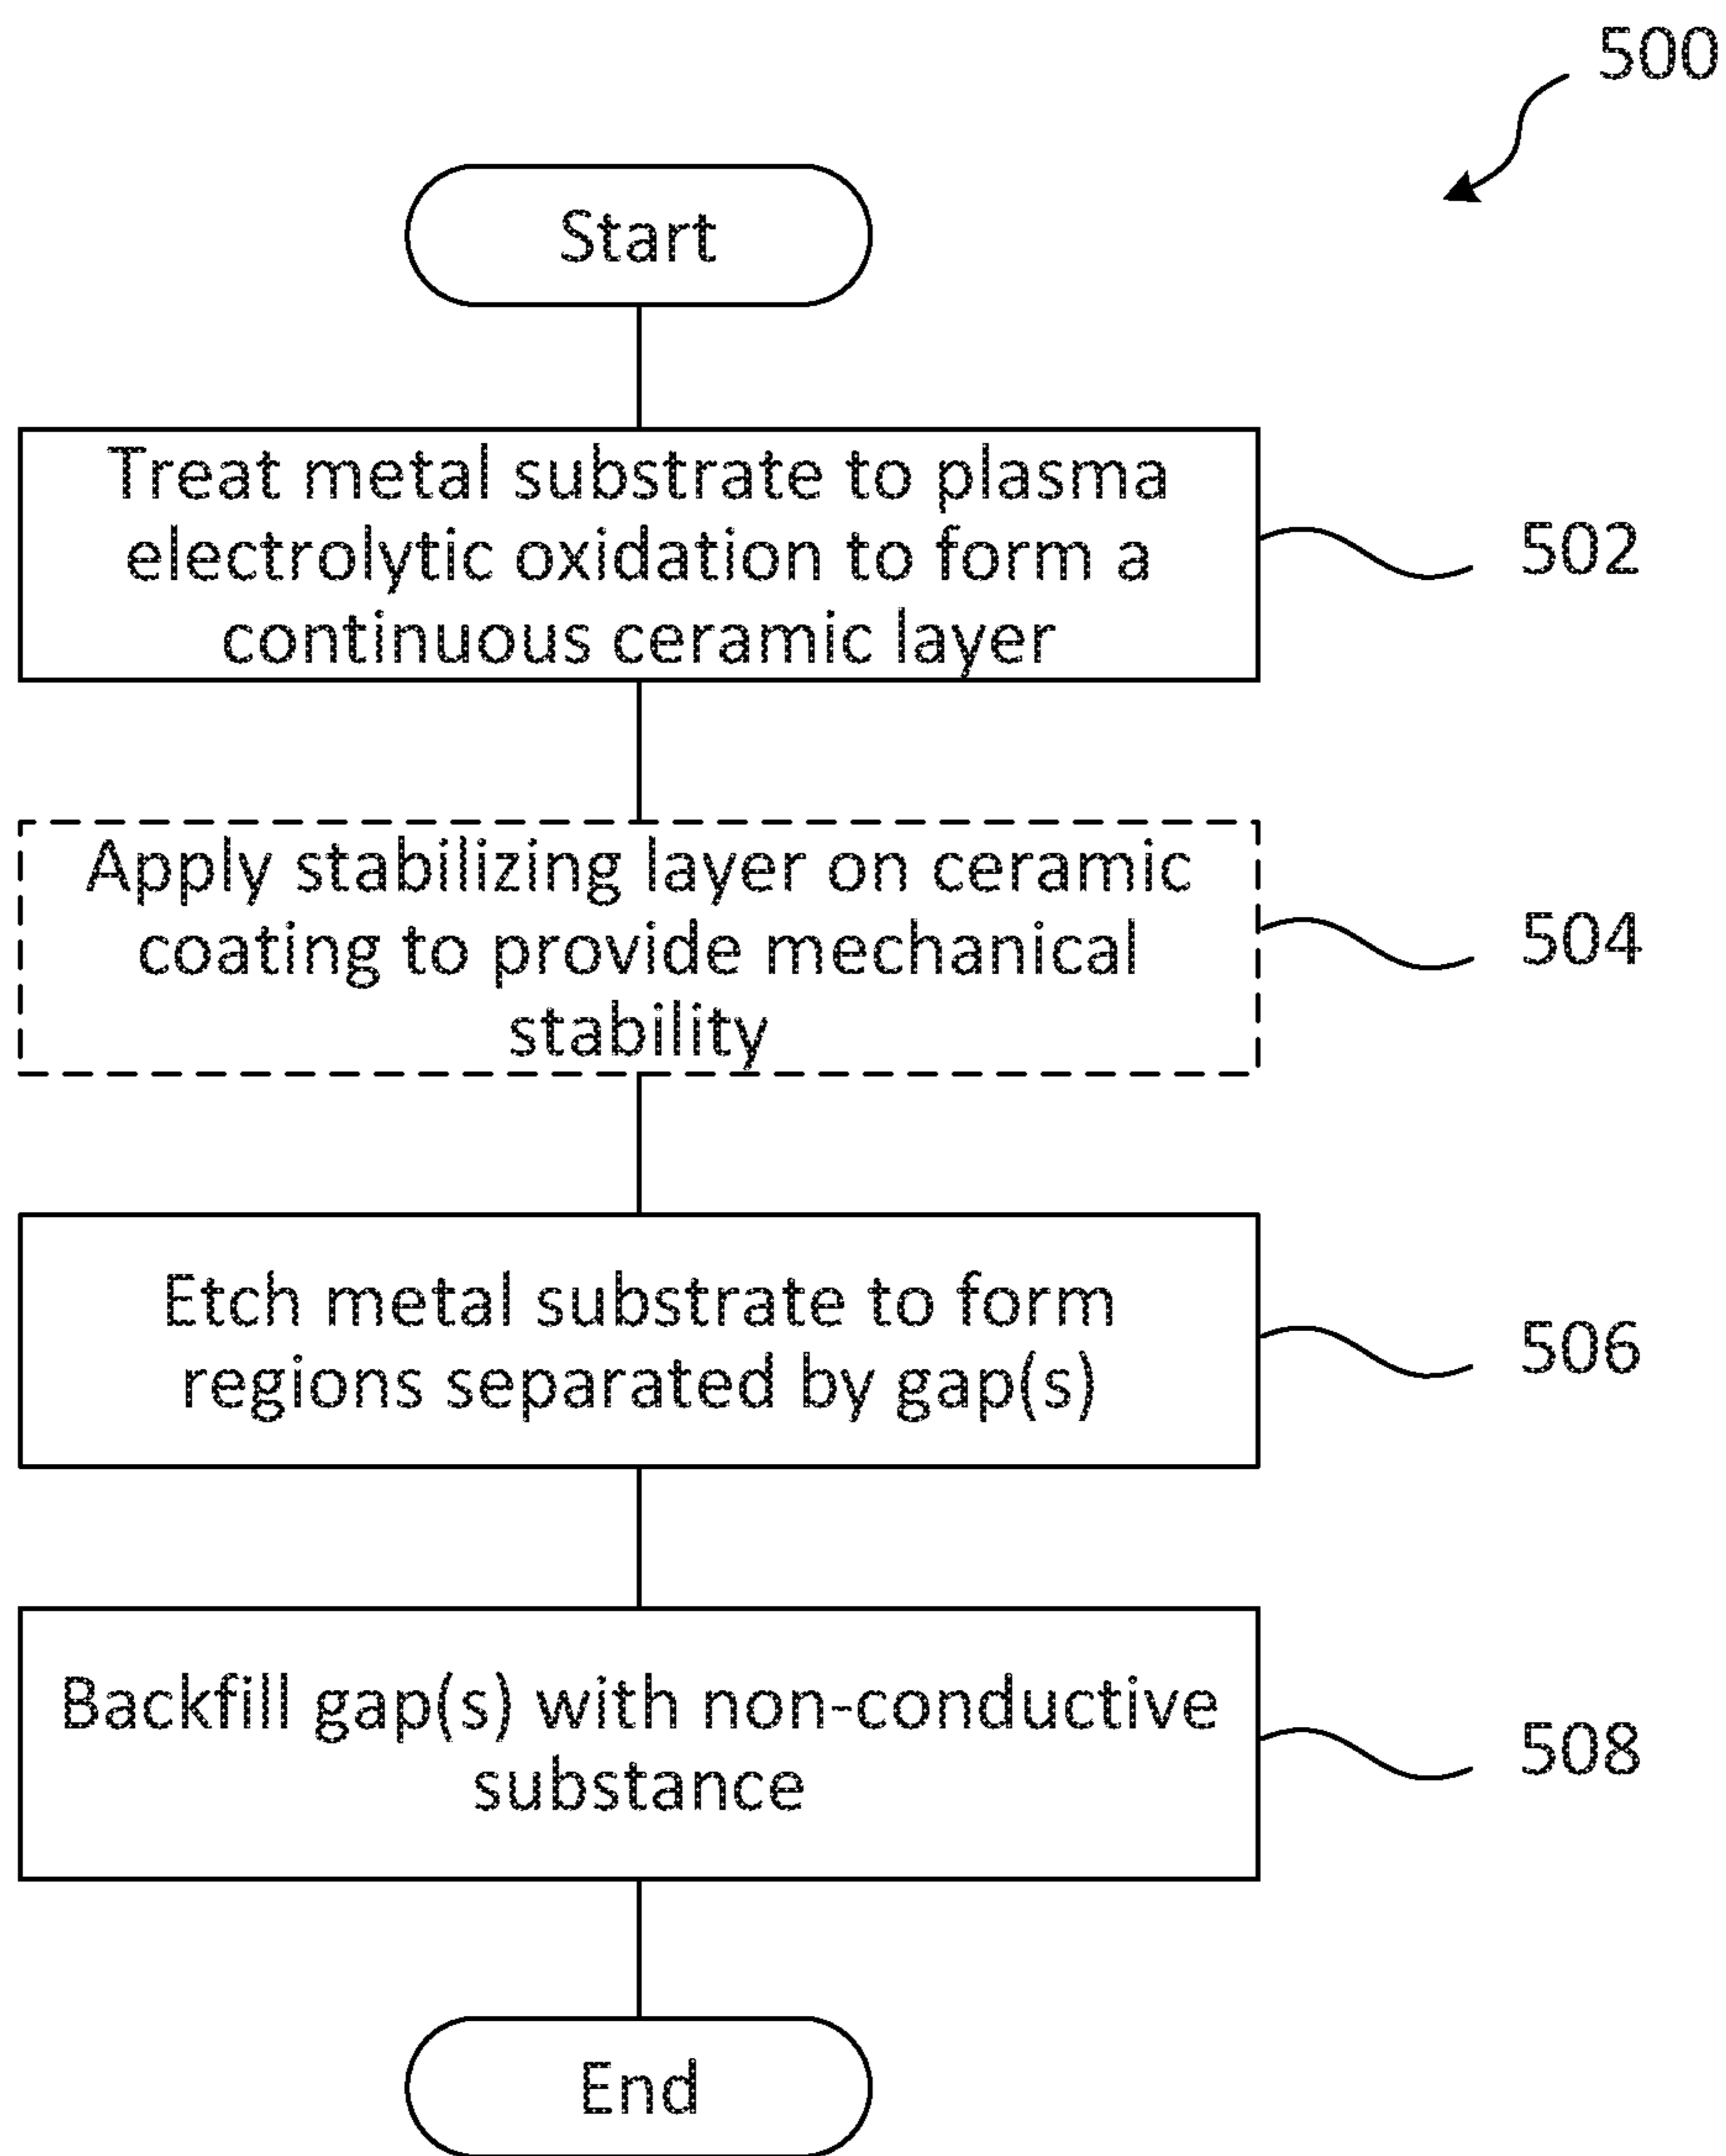 500
Start
Treat metal substrate to plasma
electrolytic oxidation to form a
continuous ceramic layer
502
Apply stabilizing layer on ceramic
coating to provide mechanical
stability
504
Etch metal substrate to form
regions separated by gap(s)
506
Backfill gap(s) with non-conductive
substance
508
End